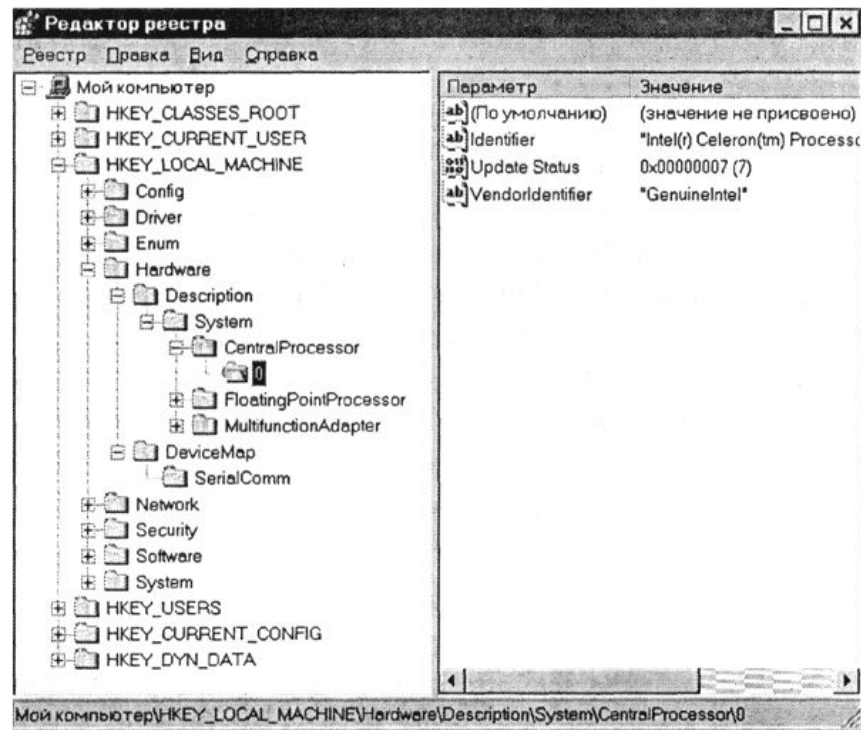 Редактор реестра
Реестр Правка Вид Справка
Мой компьютер
HKEY_CLASSES_ROOT
HKEY_CURRENT_USER
HKEY_LOCAL_MACHINE
Config
Driver
Enum
Hardware
Description
System
CentralProcessor
0
FloatingPointProcessor
MultifunctionAdapter
DeviceMap
SerialComm
Network
Security
Software
System
HKEY_USERS
HKEY_CURRENT_CONFIG
HKEY_DYN_DATA
Параметр Значение
(По умолчанию) (значение не присвоено)
Identifier "Intel(r) Celeron(tm) Processo
Update Status 0x00000007 (7)
VendorIdentifier "GenuineIntel"
Мой компьютер\HKEY_LOCAL_MACHINE\Hardware\Description\System\CentralProcessor\0